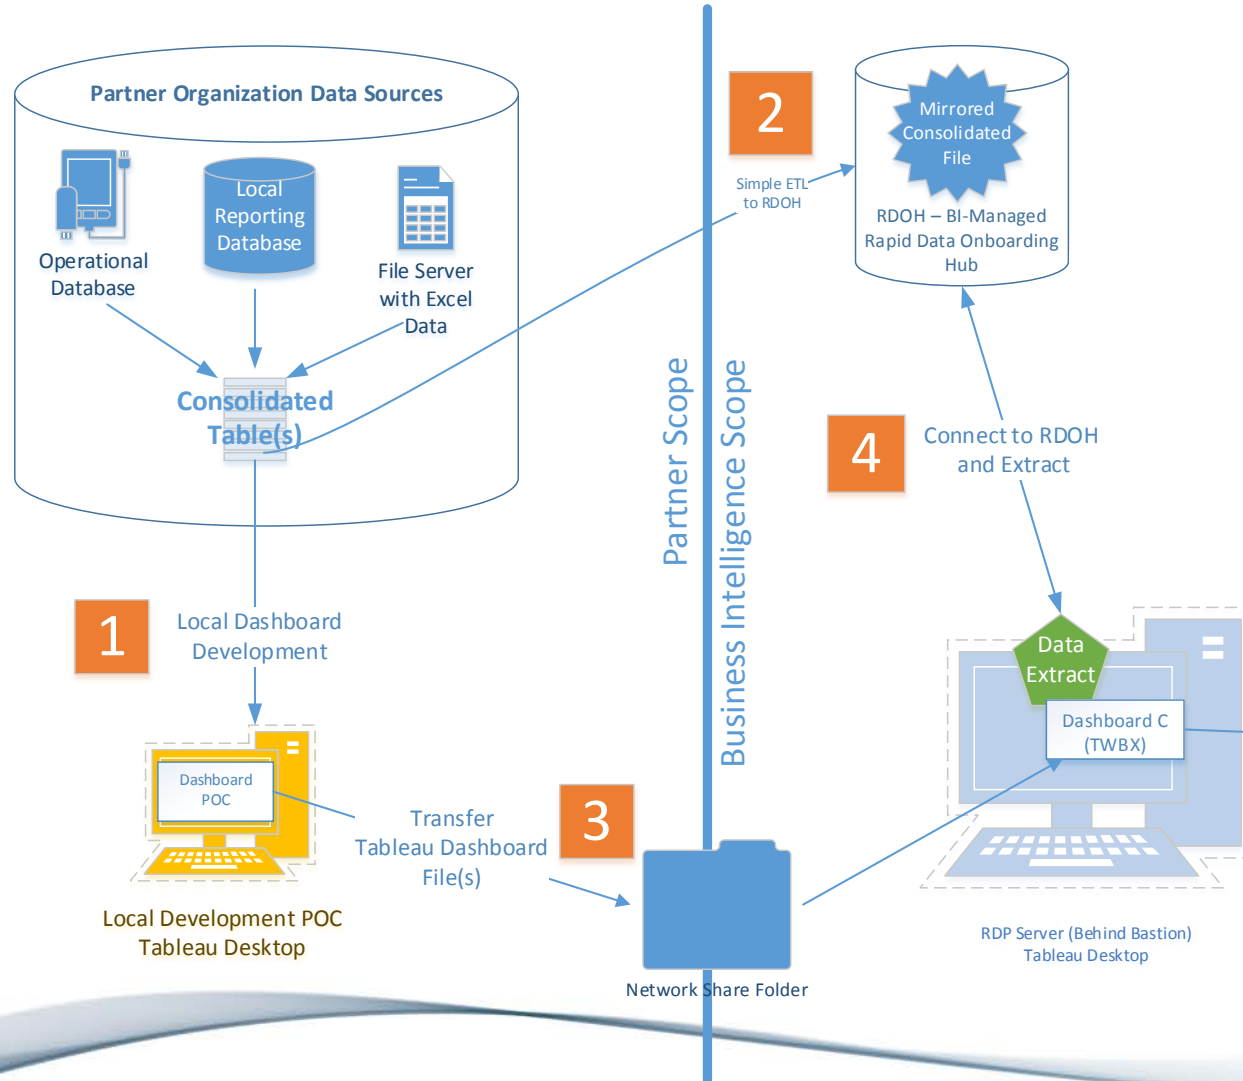 Partner Organization Data Sources
Operational
Database
Local
Reporting
Database
File Server
with Excel
Data
Consolidated
Table(s)
1
Local Dashboard
Development
Dashboard
POC
Local Development POC
Tableau Desktop
2
Simple ETL
to RDOH
Mirrored
Consolidated
File
RDOH – BI-Managed
Rapid Data Onboarding
Hub
Partner Scope
Business Intelligence Scope
3
Transfer
Tableau Dashboard
File(s)
Network Share Folder
4
Connect to RDOH
and Extract
Data
Extract
Dashboard C
(TWBX)
RDP Server (Behind Bastion)
Tableau Desktop